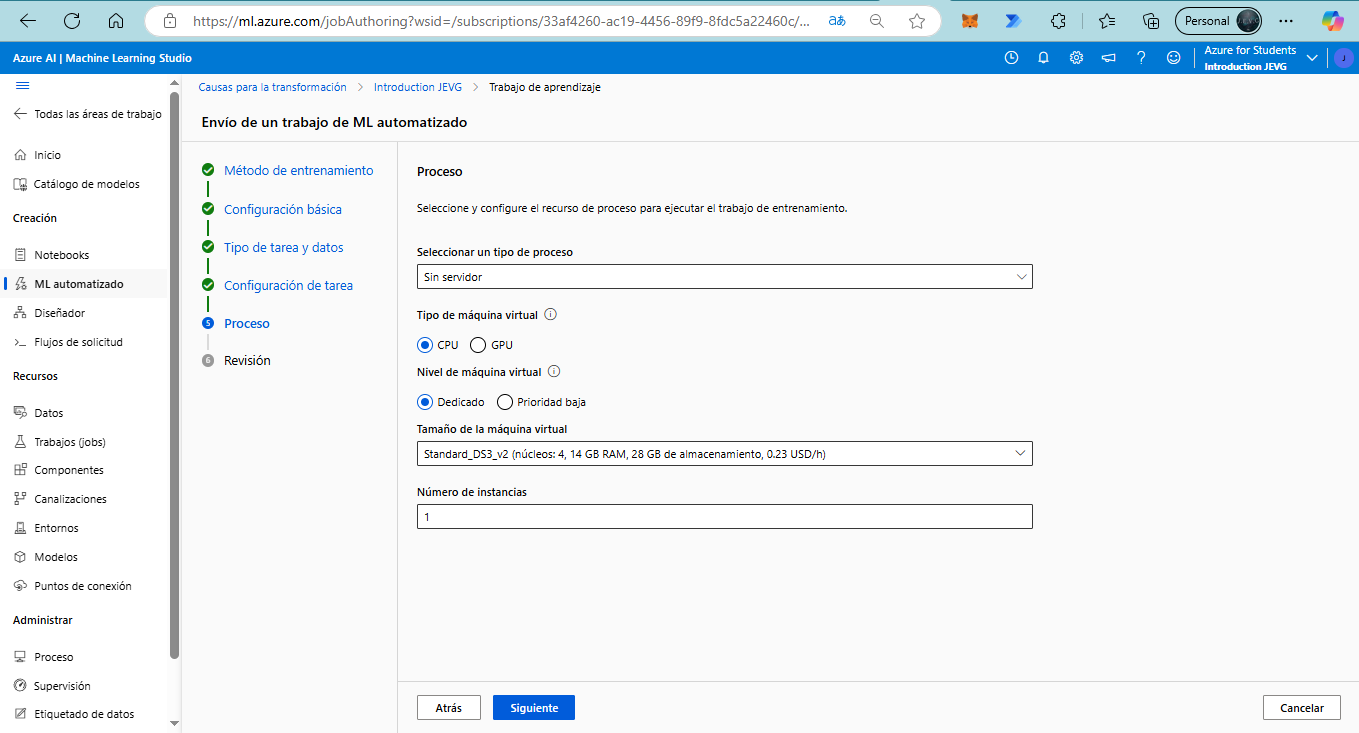 https://ml.azure.com/jobAuthoring?wsid=/subscriptions/33af4260-ac19-4456-89f9-8fdc5a22460c/...
aあ
Personal
Azure AI | Machine Learning Studio
Azure for Students
Introduction JEVG
J
Todas las áreas de trabajo
Inicio
Catálogo de modelos
Creación
Notebooks
ML automatizado
Diseñador
Flujos de solicitud
Recursos
Datos
Trabajos (jobs)
Componentes
Canalizaciones
Entornos
Modelos
Puntos de conexión
Administrar
Proceso
Supervisión
Etiquetado de datos
Causas para la transformación > Introduction JEVG > Trabajo de aprendizaje
Envío de un trabajo de ML automatizado
Método de entrenamiento
Configuración básica
Tipo de tarea y datos
Configuración de tarea
5 Proceso
6 Revisión
Proceso
Seleccione y configure el recurso de proceso para ejecutar el trabajo de entrenamiento.
Seleccionar un tipo de proceso
Sin servidor
Tipo de máquina virtual
CPU GPU
Nivel de máquina virtual
Dedicado Prioridad baja
Tamaño de la máquina virtual
Standard_DS3_v2 (núcleos: 4, 14 GB RAM, 28 GB de almacenamiento, 0.23 USD/h)
Número de instancias
1
Atrás Siguiente Cancelar